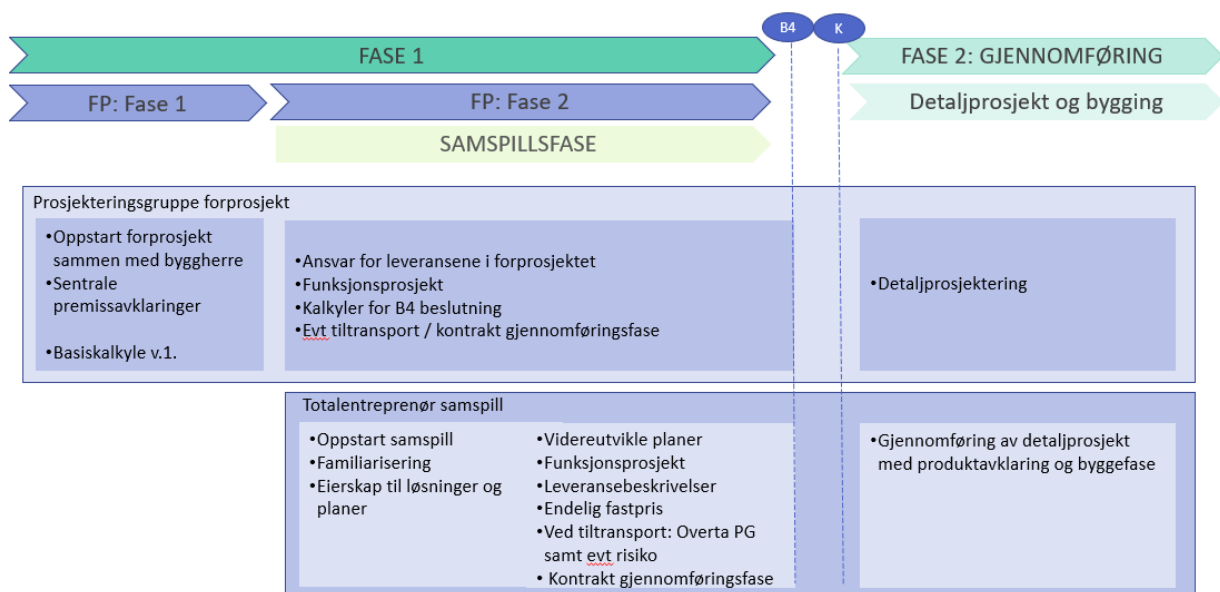 B4
K
FASE 1
FASE 2: GJENNOMFØRING
FP: Fase 1
FP: Fase 2
Detaljprosjekt og bygging
SAMSPILLSFASE
Prosjekteringsgruppe forprosjekt
•Oppstart forprosjekt
sammen med byggherre
•Sentrale
premissavklaringer
•Basiskalkyle v.1.
•Ansvar for leveransene i forprosjektet
•Funksjonsprosjekt
•Kalkyler for B4 beslutning
•Evt tiltransport / kontrakt gjennomføringsfase
•Detaljprosjektering
Totalentreprenør samspill
•Oppstart samspill
•Familiarisering
•Eierskap til løsninger og
planer
•Videreutvikle planer
•Funksjonsprosjekt
•Leveransebeskrivelser
•Endelig fastpris
•Ved tiltransport: Overta PG
samt evt risiko
• Kontrakt gjennomføringsfase
•Gjennomføring av detaljprosjekt
med produktavklaring og byggefase